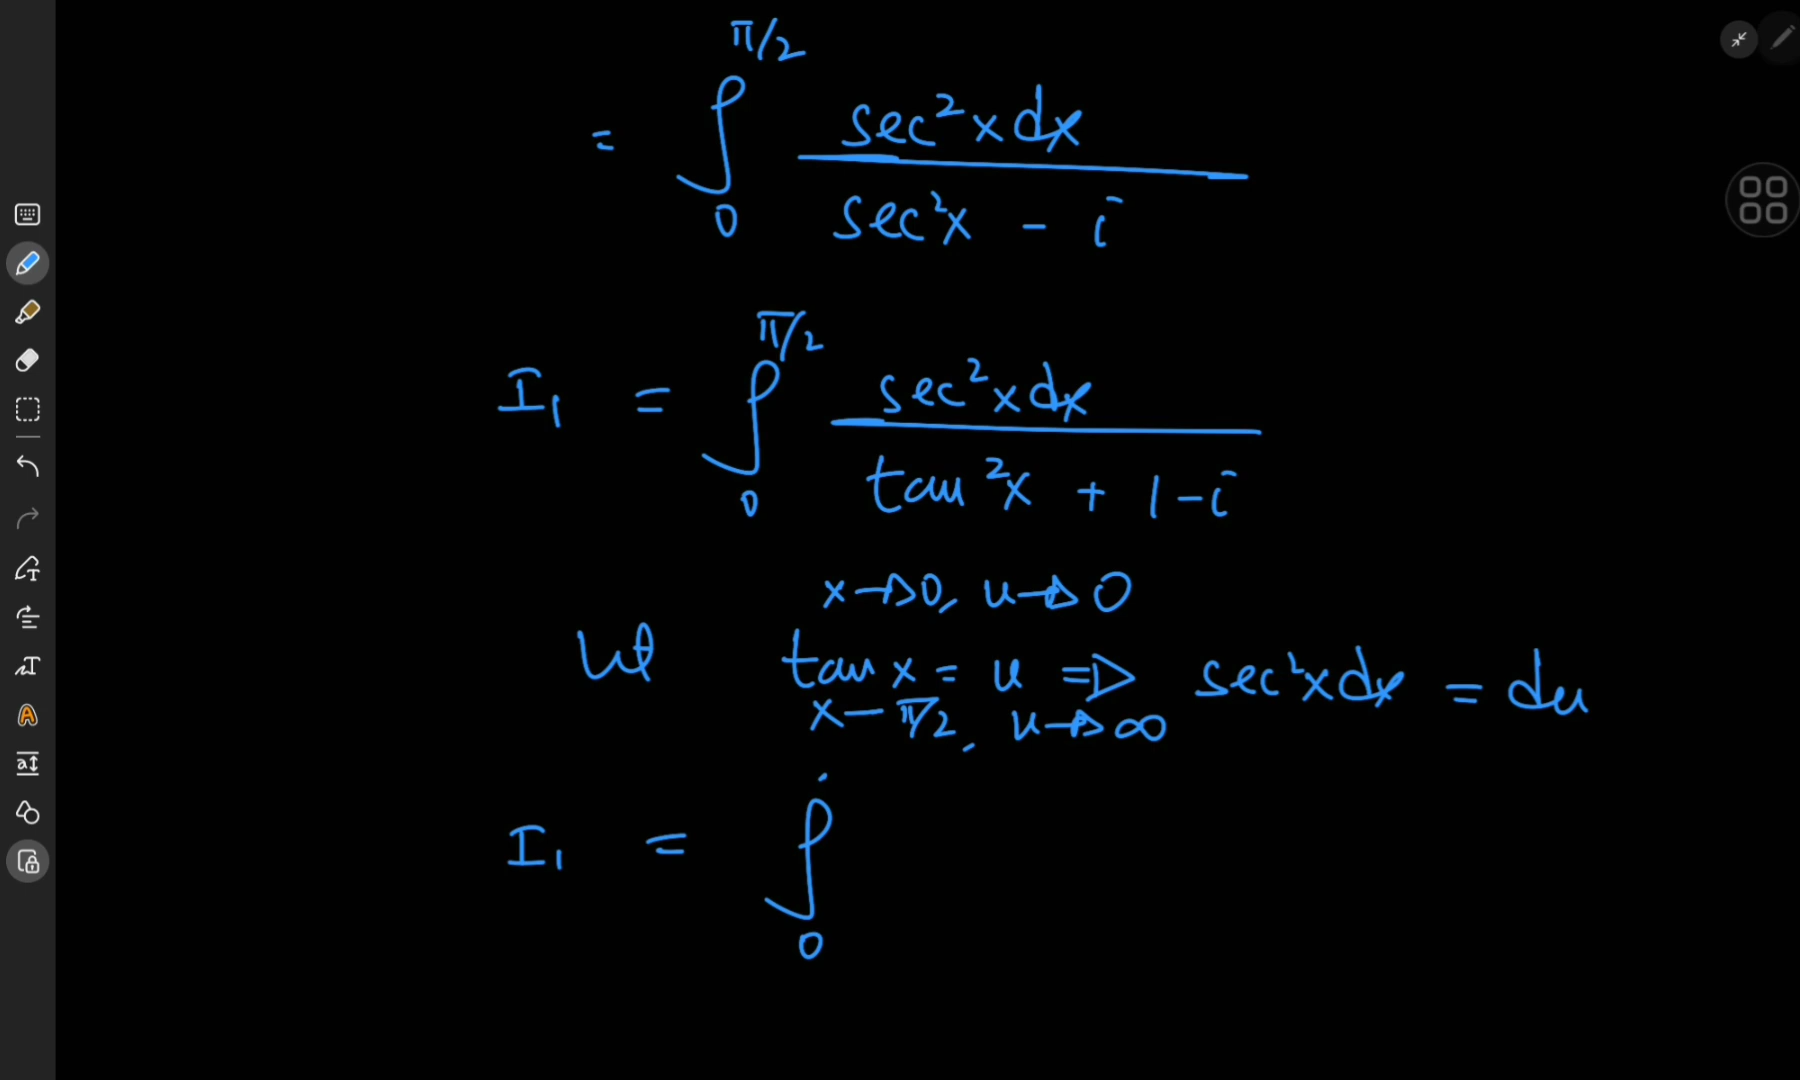 π/2
= ∫ sec²x dx / sec²x - i
0
π/2
I₁ = ∫ sec²x dx / tan²x + 1 - i
0
x→0, u→0
Let tan x = u => sec²x dx = du
x - π/2, u→∞
I₁ = ∫
0